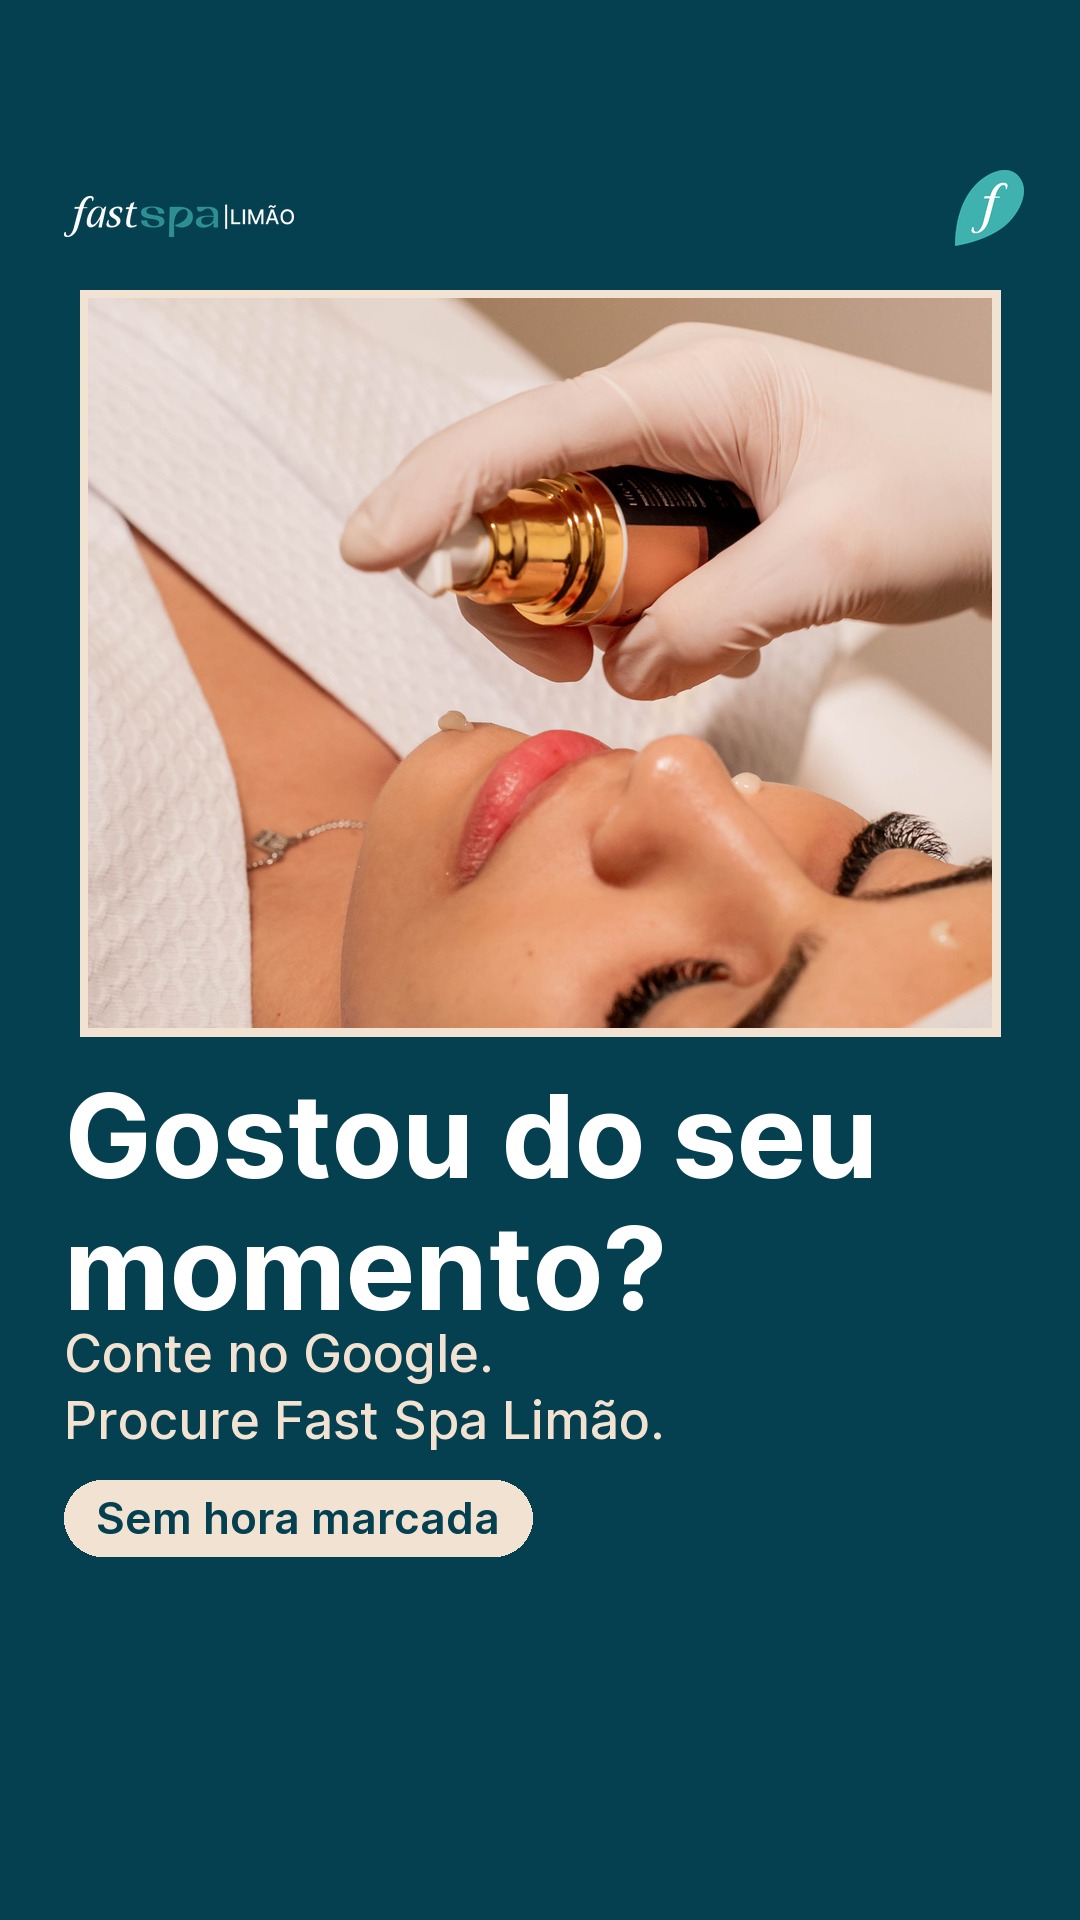 fastspa|LIMÃO
f
Gostou do seu
momento?
Conte no Google.
Procure Fast Spa Limão.
Sem hora marcada